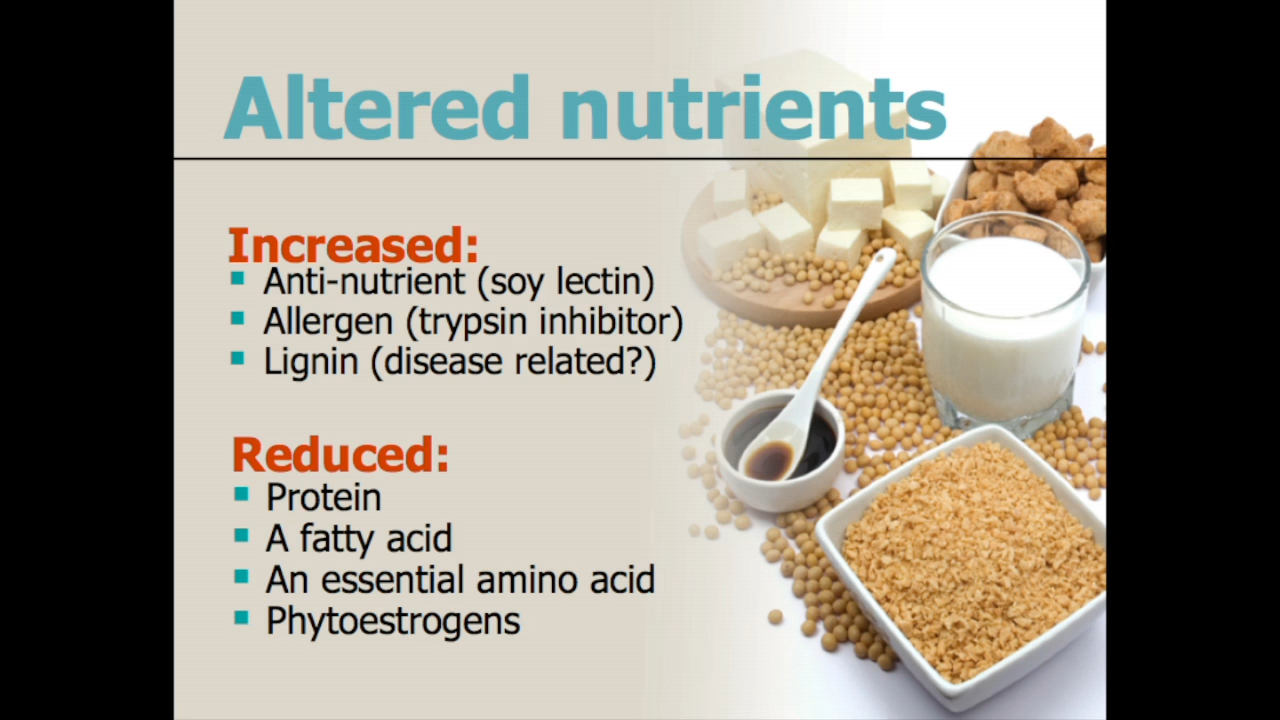 Altered nutrients
Increased:
Anti-nutrient (soy lectin)
Allergen (trypsin inhibitor)
Lignin (disease related?)
Reduced:
Protein
A fatty acid
An essential amino acid
Phytoestrogens